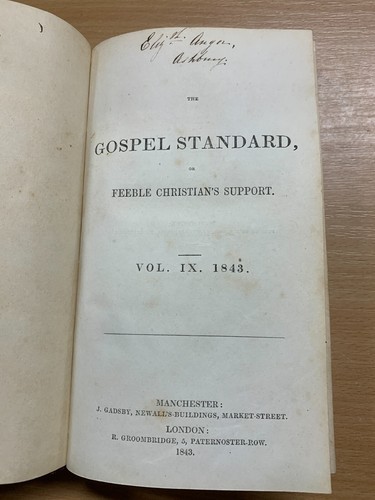 Elizth. Anger,
Ashbury.
THE
GOSPEL STANDARD,
OR
FEEBLE CHRISTIAN'S SUPPORT.
VOL. IX. 1843.
MANCHESTER:
J. GADSBY, NEWALL'S-BUILDINGS, MARKET-STREET.
LONDON:
R. GROOMBRIDGE, 5, PATERNOSTER-ROW.
1843.